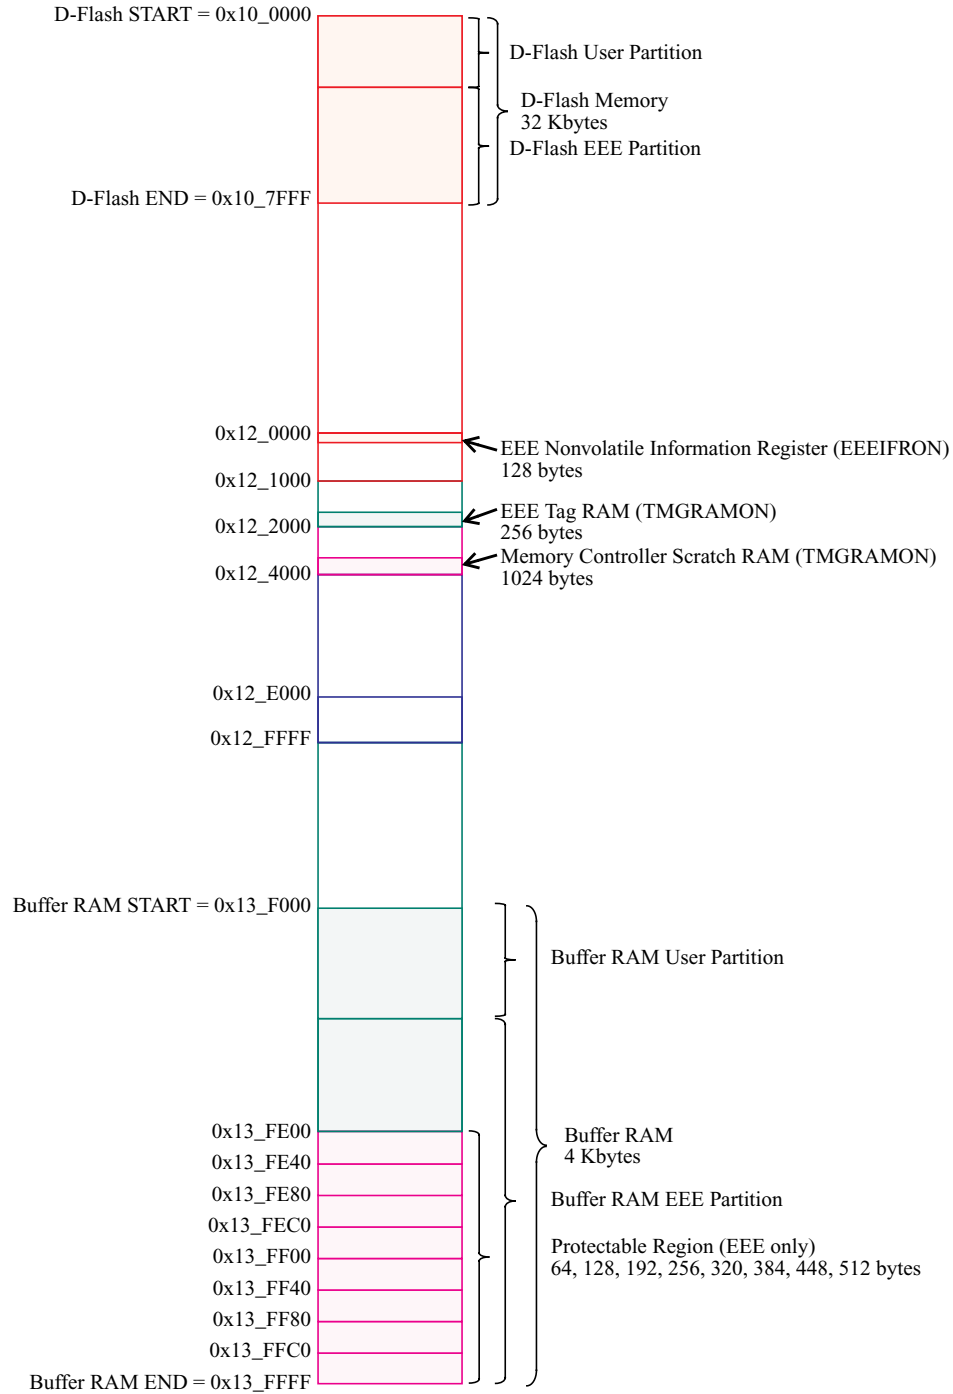 D-Flash START = 0x10_0000
D-Flash User Partition
D-Flash Memory
32 Kbytes
D-Flash EEE Partition
D-Flash END = 0x10_7FFF
0x12_0000
EEE Nonvolatile Information Register (EEEIFRON)
128 bytes
0x12_1000
EEE Tag RAM (TMGRAMON)
256 bytes
0x12_2000
Memory Controller Scratch RAM (TMGRAMON)
1024 bytes
0x12_4000
0x12_E000
0x12_FFFF
Buffer RAM START = 0x13_F000
Buffer RAM User Partition
0x13_FE00
Buffer RAM
4 Kbytes
0x13_FE40
0x13_FE80
Buffer RAM EEE Partition
0x13_FEC0
0x13_FF00
Protectable Region (EEE only)
64, 128, 192, 256, 320, 384, 448, 512 bytes
0x13_FF40
0x13_FF80
0x13_FFC0
Buffer RAM END = 0x13_FFFF